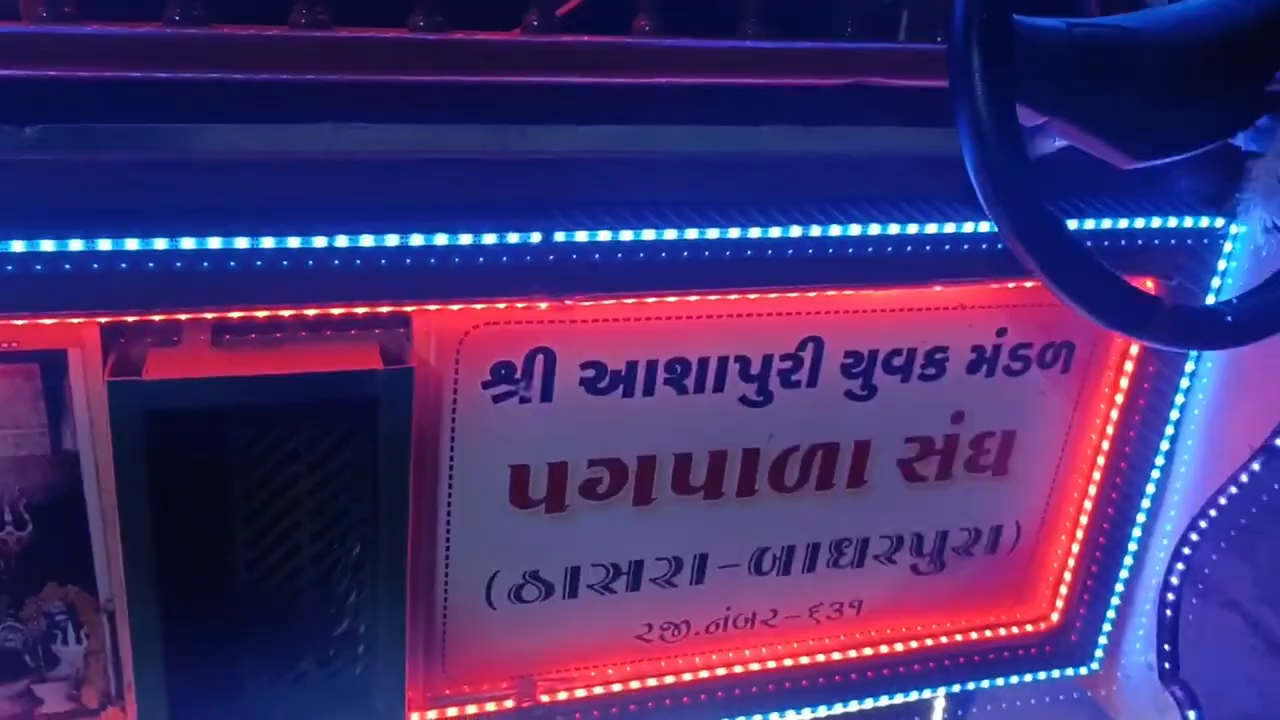 શ્રી આશાપુરી યુવક મંડળ
પગપાળા સંઘ
(ઠાસરા-બાધરપુરા)
રજી.નંબર-૬૩૧